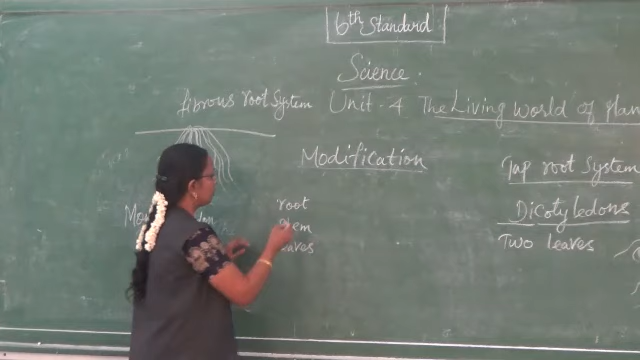 6th Standard
Science :
fibrous root System
Unit - 4 The Living world of plan
Modification
Tap root System
root
Dicotyledons
stem
Two leaves
leaves